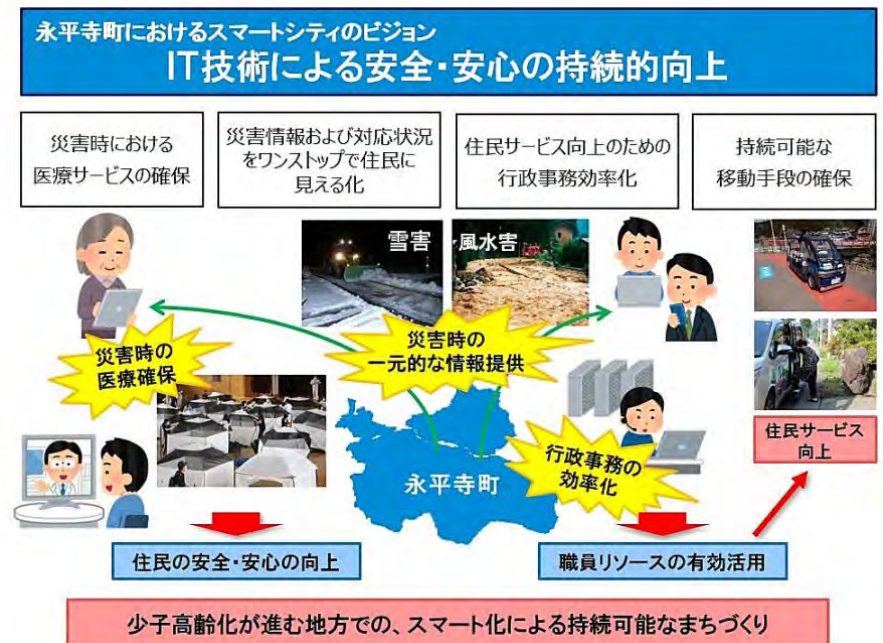 永平寺町におけるスマートシティのビジョン
IT技術による安全・安心の持続的向上
災害時における
医療サービスの確保
災害情報および対応状況
をワンストップで住民に
見える化
住民サービス向上のための
行政事務効率化
持続可能な
移動手段の確保
雪害
・風水害
災害時の
一元的な情報提供
災害時の
医療確保
永平寺町
行政事務の
効率化
住民サービス
向上
住民の安全・安心の向上
職員リソースの有効活用
少子高齢化が進む地方での、スマート化による持続可能なまちづくり